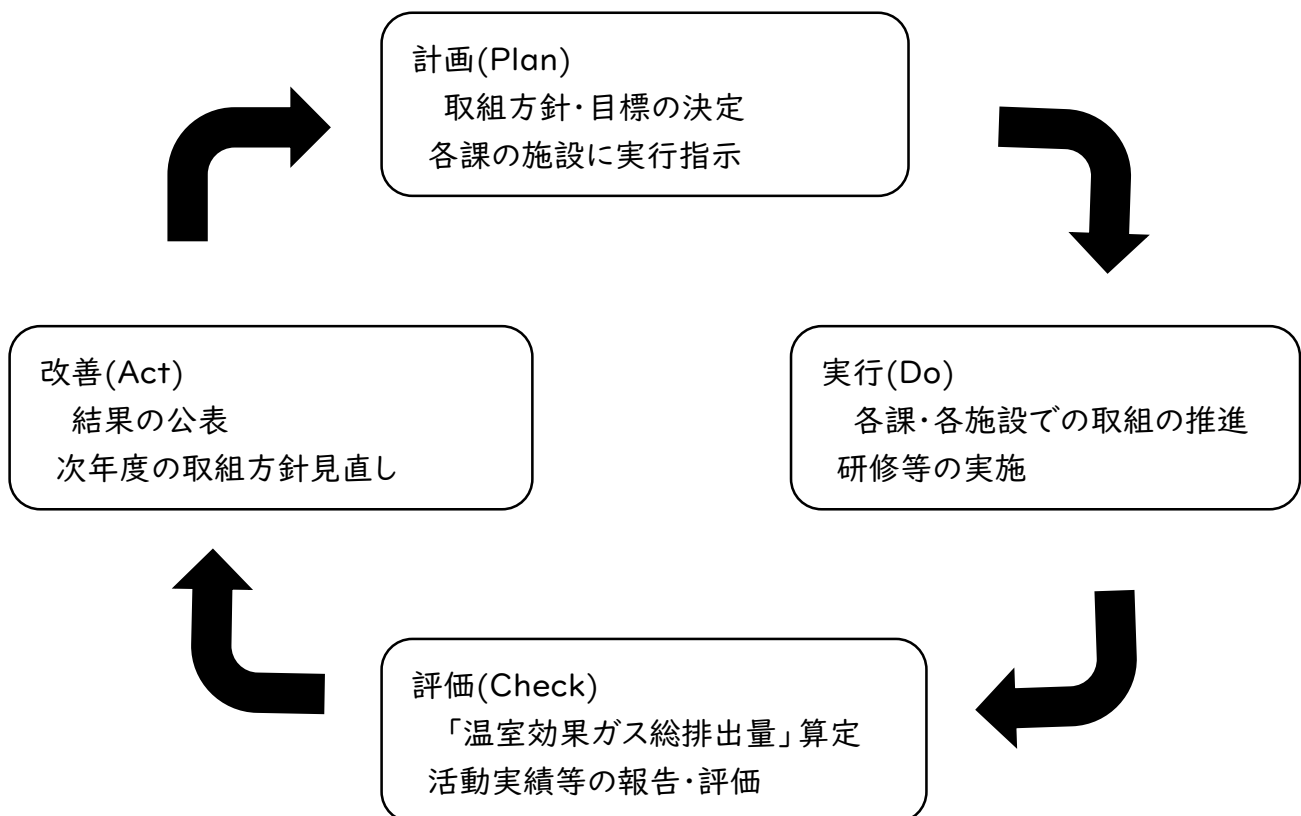 計画(Plan)
取組方針・目標の決定
各課の施設に実行指示
実行(Do)
各課・各施設での取組の推進
研修等の実施
評価(Check)
「温室効果ガス総排出量」算定
活動実績等の報告・評価
改善(Act)
結果の公表
次年度の取組方針見直し